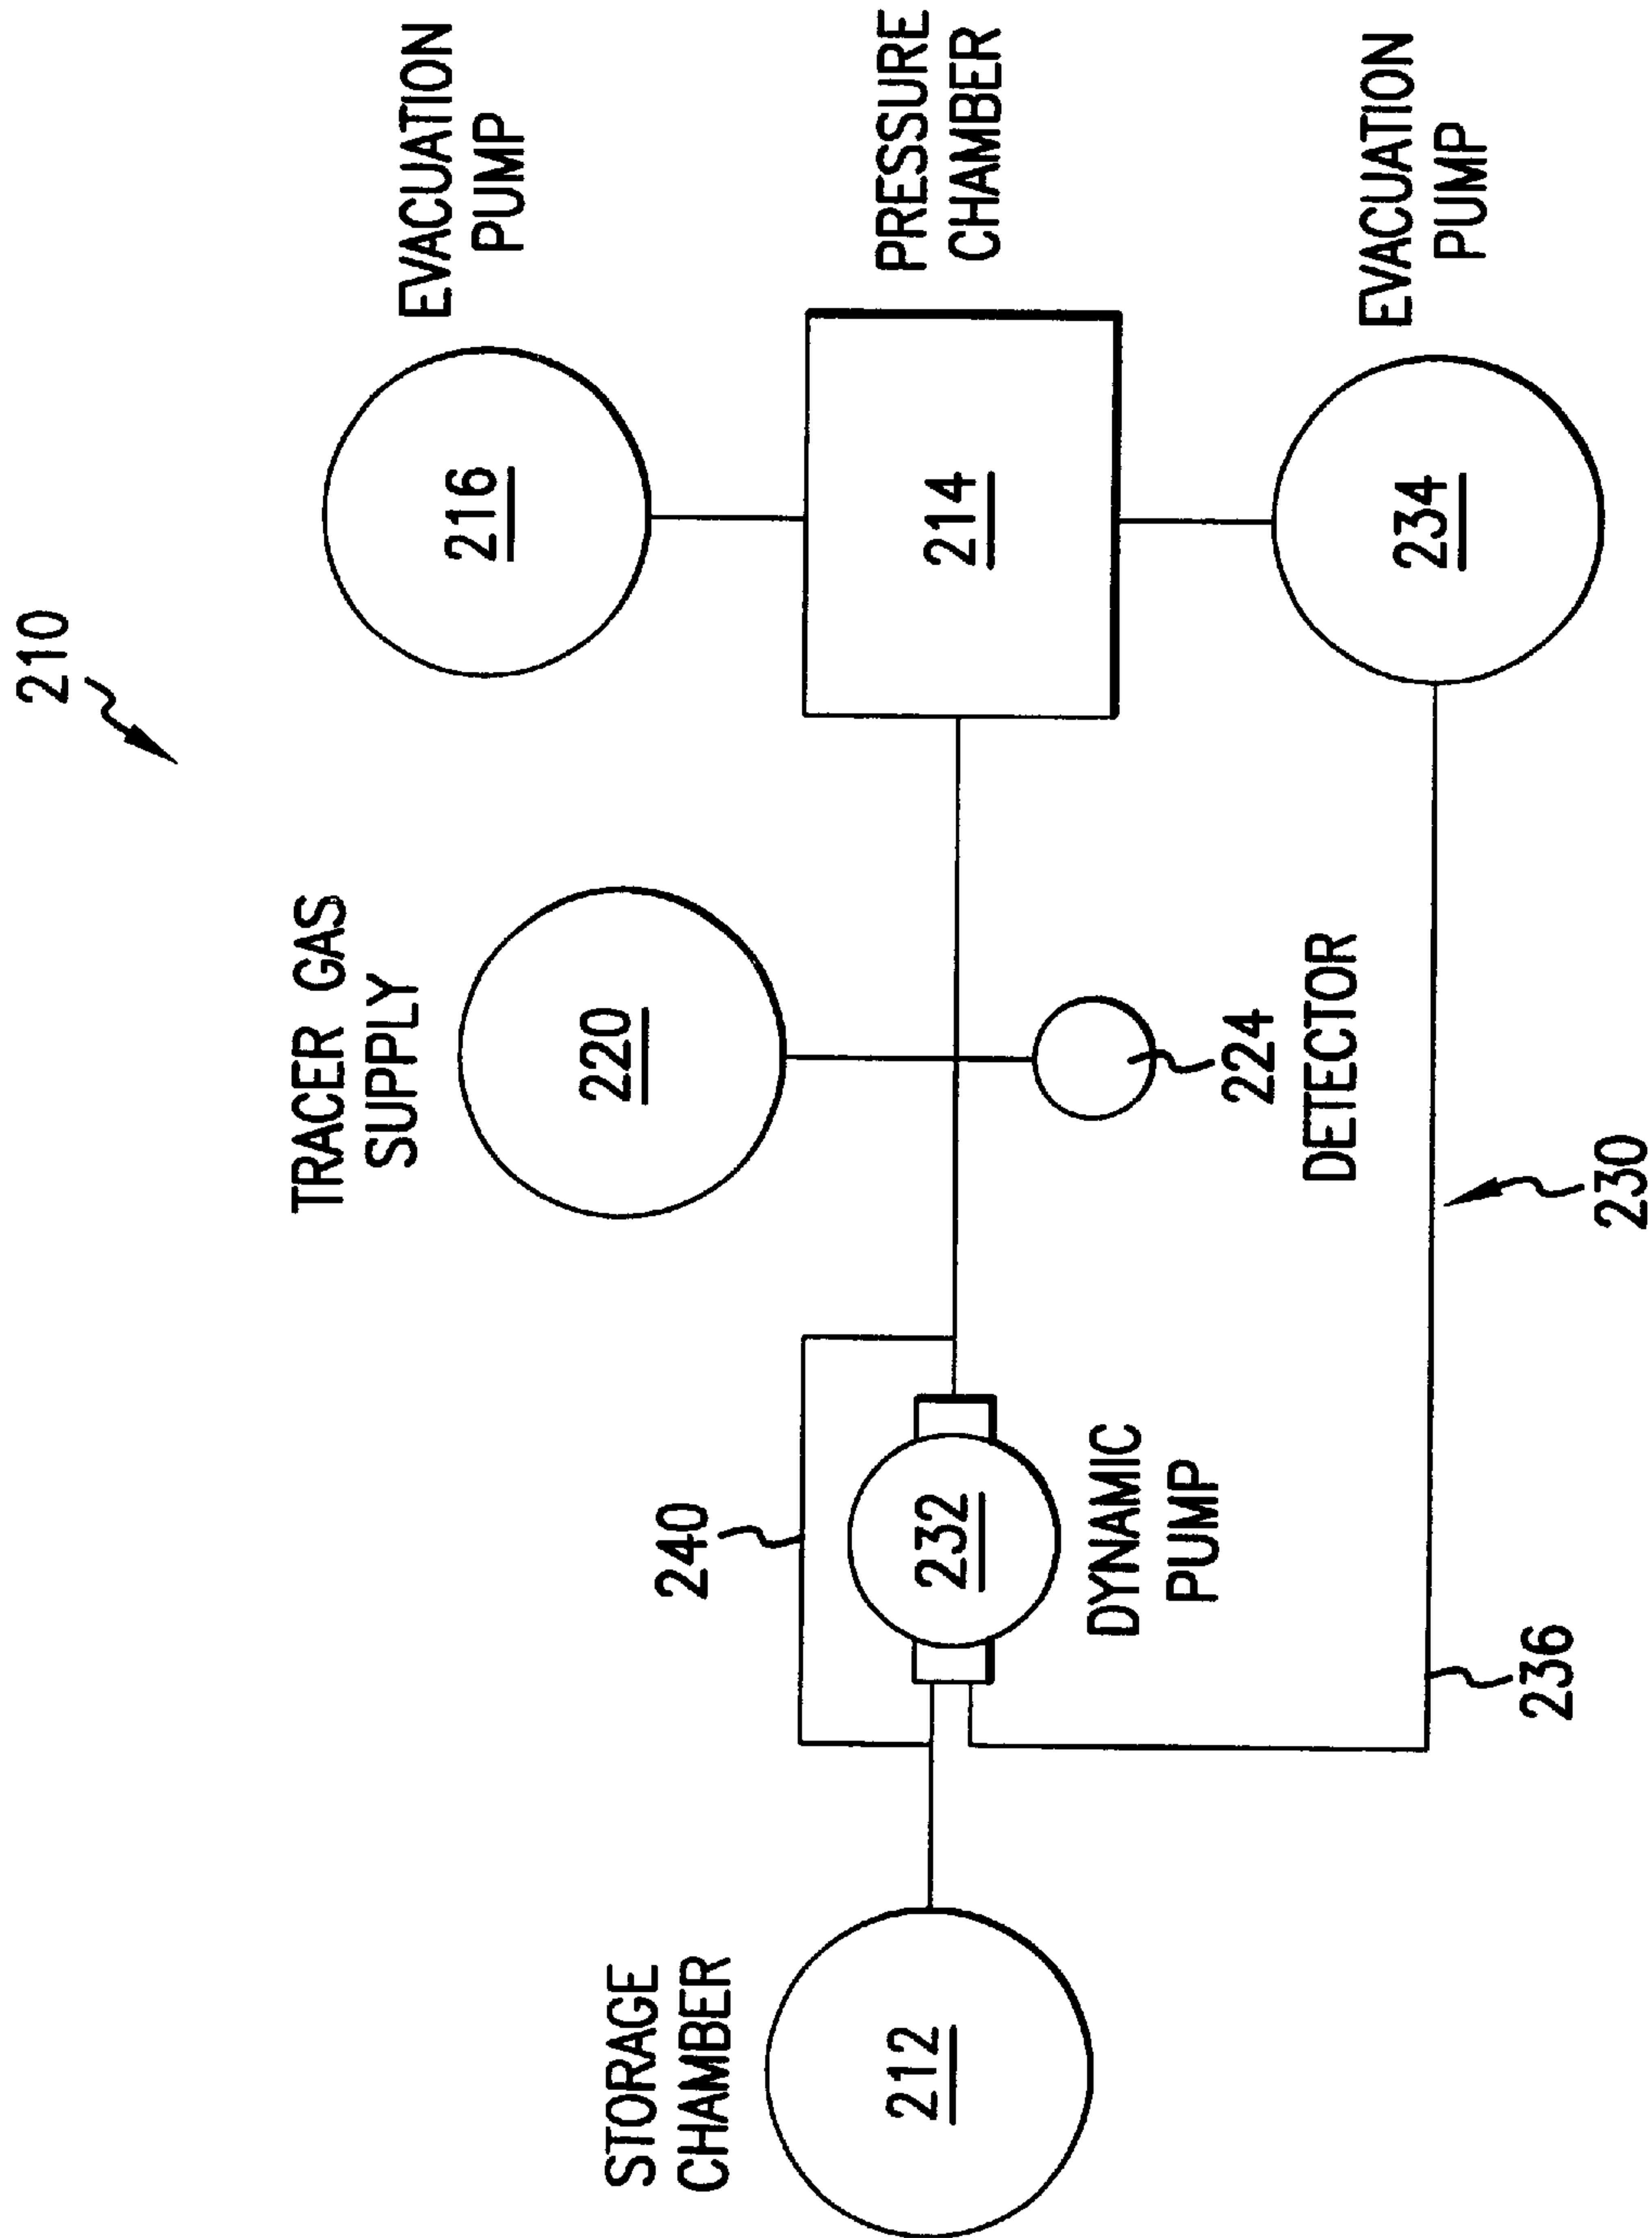 210
EVACUATION
PUMP
216
TRACER GAS
SUPPLY
220
PRESSURE
CHAMBER
214
240
STORAGE
CHAMBER
212
232
DYNAMIC
PUMP
224
DETECTOR
EVACUATION
PUMP
234
236
230